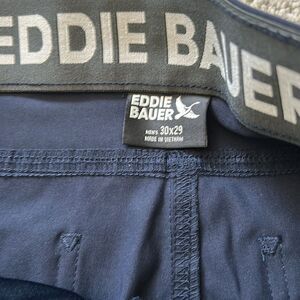 EDDIE BAUER
EDDIE
BAUER
MEN'S 30x29
MADE IN VIETNAM